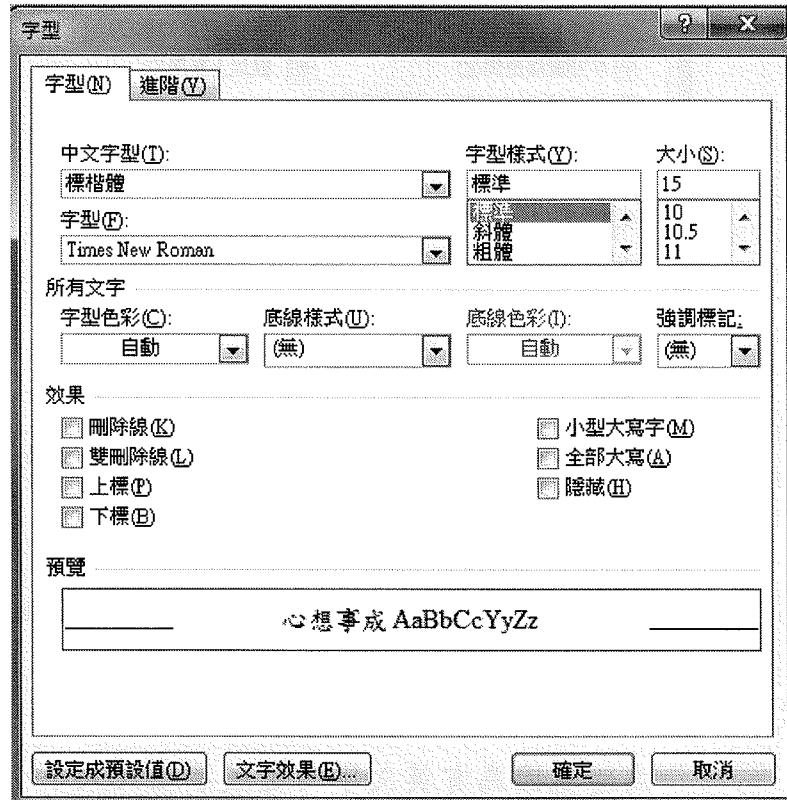 字型
字型(N) 進階(V)
中文字型(T): 字型樣式(Y): 大小(S):
標楷體 標準 15
標準 10
字型(F): 斜體 10.5
Times New Roman 粗體 11
所有文字
字型色彩(C): 底線樣式(U): 底線色彩(I): 強調標記:
自動 (無) 自動 (無)
效果
刪除線(K) 小型大寫字(M)
雙刪除線(L) 全部大寫(A)
上標(P) 隱藏(H)
下標(B)
預覽
心想事成 AaBbCcYyZz
設定成預設值(D) 文字效果(E)... 確定 取消